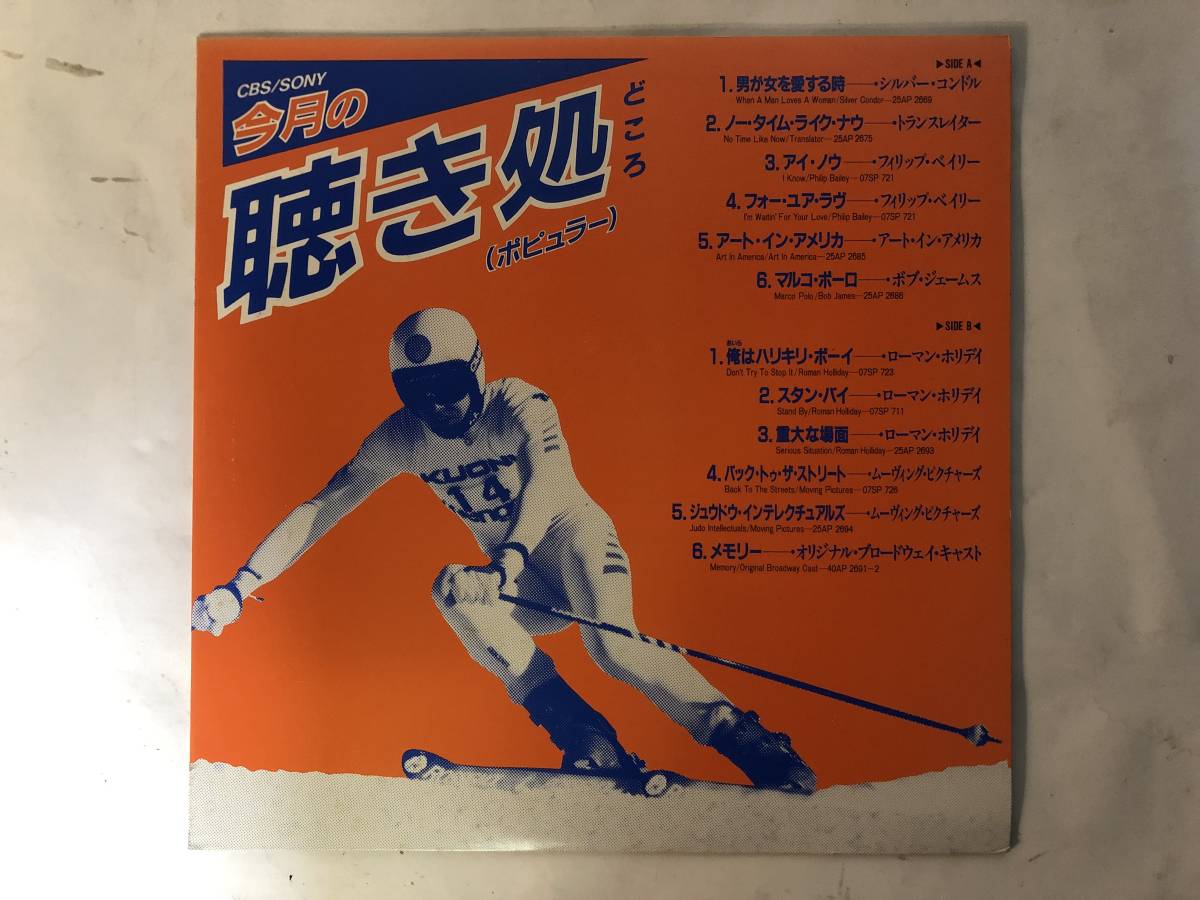 CBS/SONY
今月の
聴き処
どころ
(ポピュラー)
▶SIDE A◀
1. 男が女を愛する時――・シルバー・コンドル
When A Man Loves A Woman/Silver Condor—25AP 2669
2. ノー・タイム・ライク・ナウ――・トランスレイター
No Time Like Now/Translator—25AP 2675
3. アイ・ノウ――・フィリップ・ベイリー
I Know/Philip Bailey—07SP 721
4. フォー・ユア・ラヴ――・フィリップ・ベイリー
I'm Waitin' For Your Love/Philip Bailey—07SP 721
5. アート・イン・アメリカ――・アート・イン・アメリカ
Art In America/Art In America—25AP 2685
6. マルコ・ポーロ――・ボブ・ジェームス
Marco Polo/Bob James—25AP 2686
▶SIDE B◀
おいら
1. 俺はハリキリ・ボーイ――・ローマン・ホリデイ
Don't Try To Stop It/Roman Holliday—07SP 723
2. スタン・バイ――・ローマン・ホリデイ
Stand By/Roman Holliday—07SP 711
3. 重大な場面――・ローマン・ホリデイ
Serious Situation/Roman Holliday—25AP 2693
4. バック・トゥ・ザ・ストリート――・ムーヴィング・ピクチャーズ
Back To The Streets/Moving Pictures—07SP 726
5. ジュウドウ・インテレクチュアルズ――・ムーヴィング・ピクチャーズ
Judo Intellectuals/Moving Pictures—25AP 2694
6. メモリー――・オリジナル・ブロードウェイ・キャスト
Memory/Original Broadway Cast—40AP 2691-2
KUONI
14